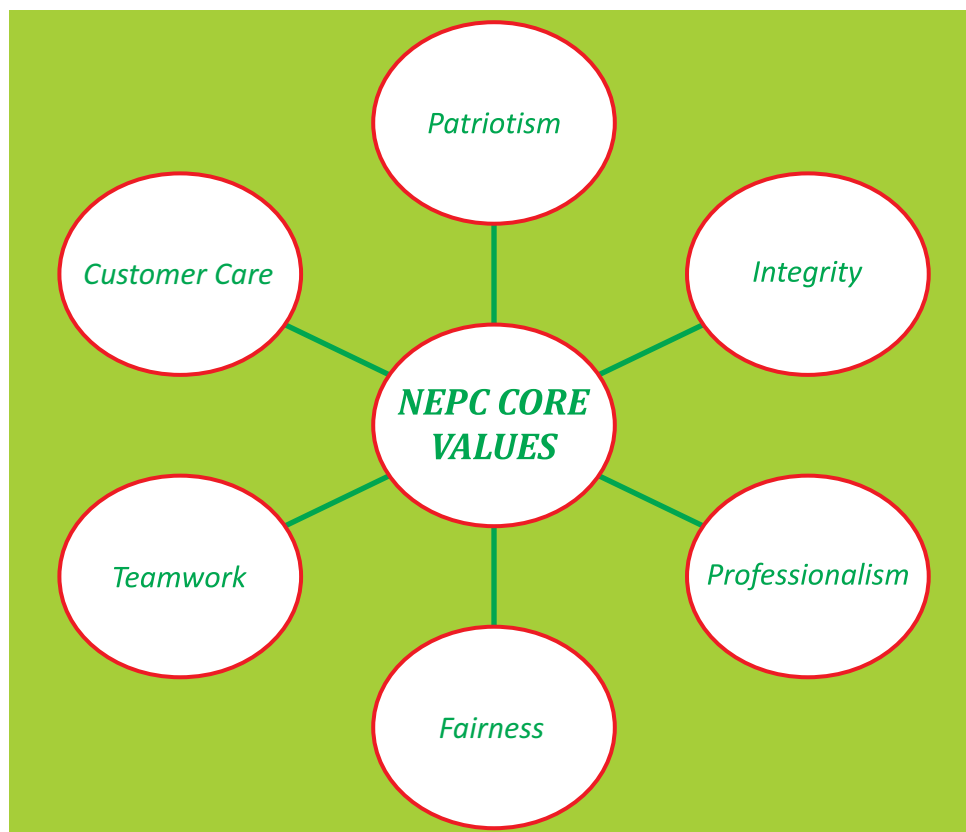 Patriotism
Customer Care
Integrity
NEPC CORE
VALUES
Teamwork
Professionalism
Fairness